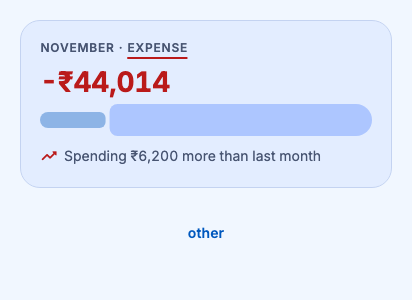 NOVEMBER · EXPENSE
-₹44,014
Spending ₹6,200 more than last month
other